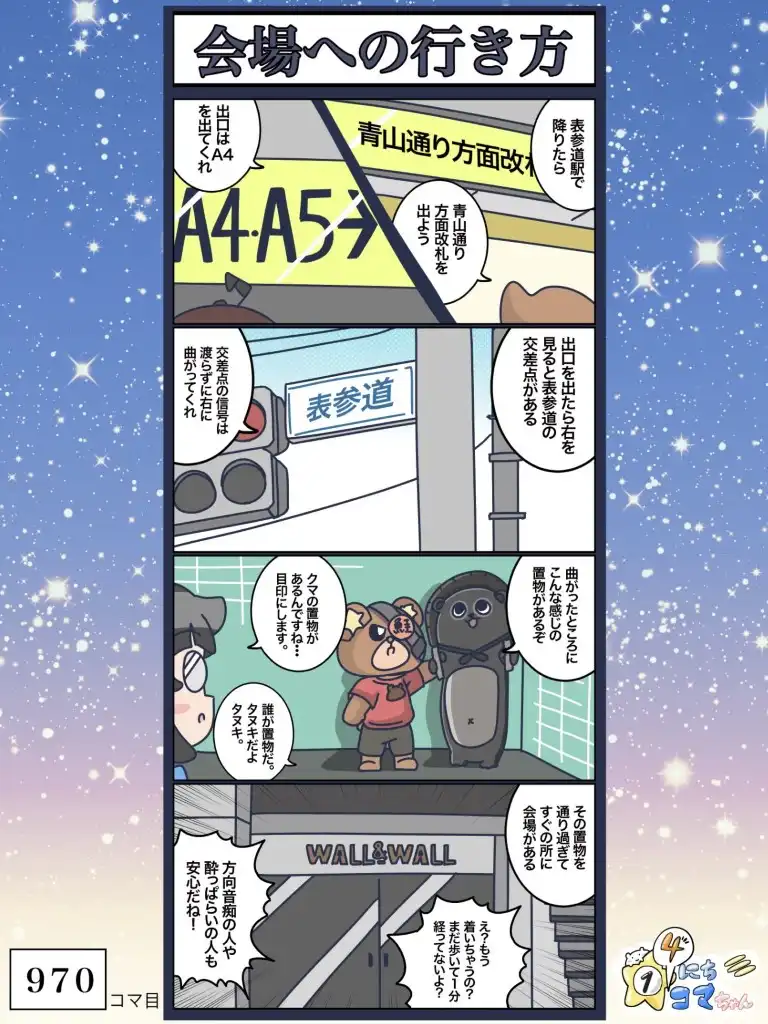 会場への行き方
表参道駅で
降りたら
青山通り方面改札
青山通り
方面改札を
出よう
出口はA4
を出てくれ
A4・A5→
出口を出たら右を
見ると表参道の
交差点がある
表参道
交差点の信号は
渡らずに右に
曲がってくれ
曲がったところに
こんな感じの
置物があるぞ
鮭
クマの置物が
あるんですね…
目印にします。
誰が置物だ。
タヌキだよ
タヌキ。
その置物を
通り過ぎて
すぐの所に
会場がある
WALL&WALL
え?もう
着いちゃうの?
まだ歩いて1分
経ってないよ?
方向音痴の人や
酔っぱらいの人も
安心だね!
970
コマ目
1
にち
4
コマ
ちゃん